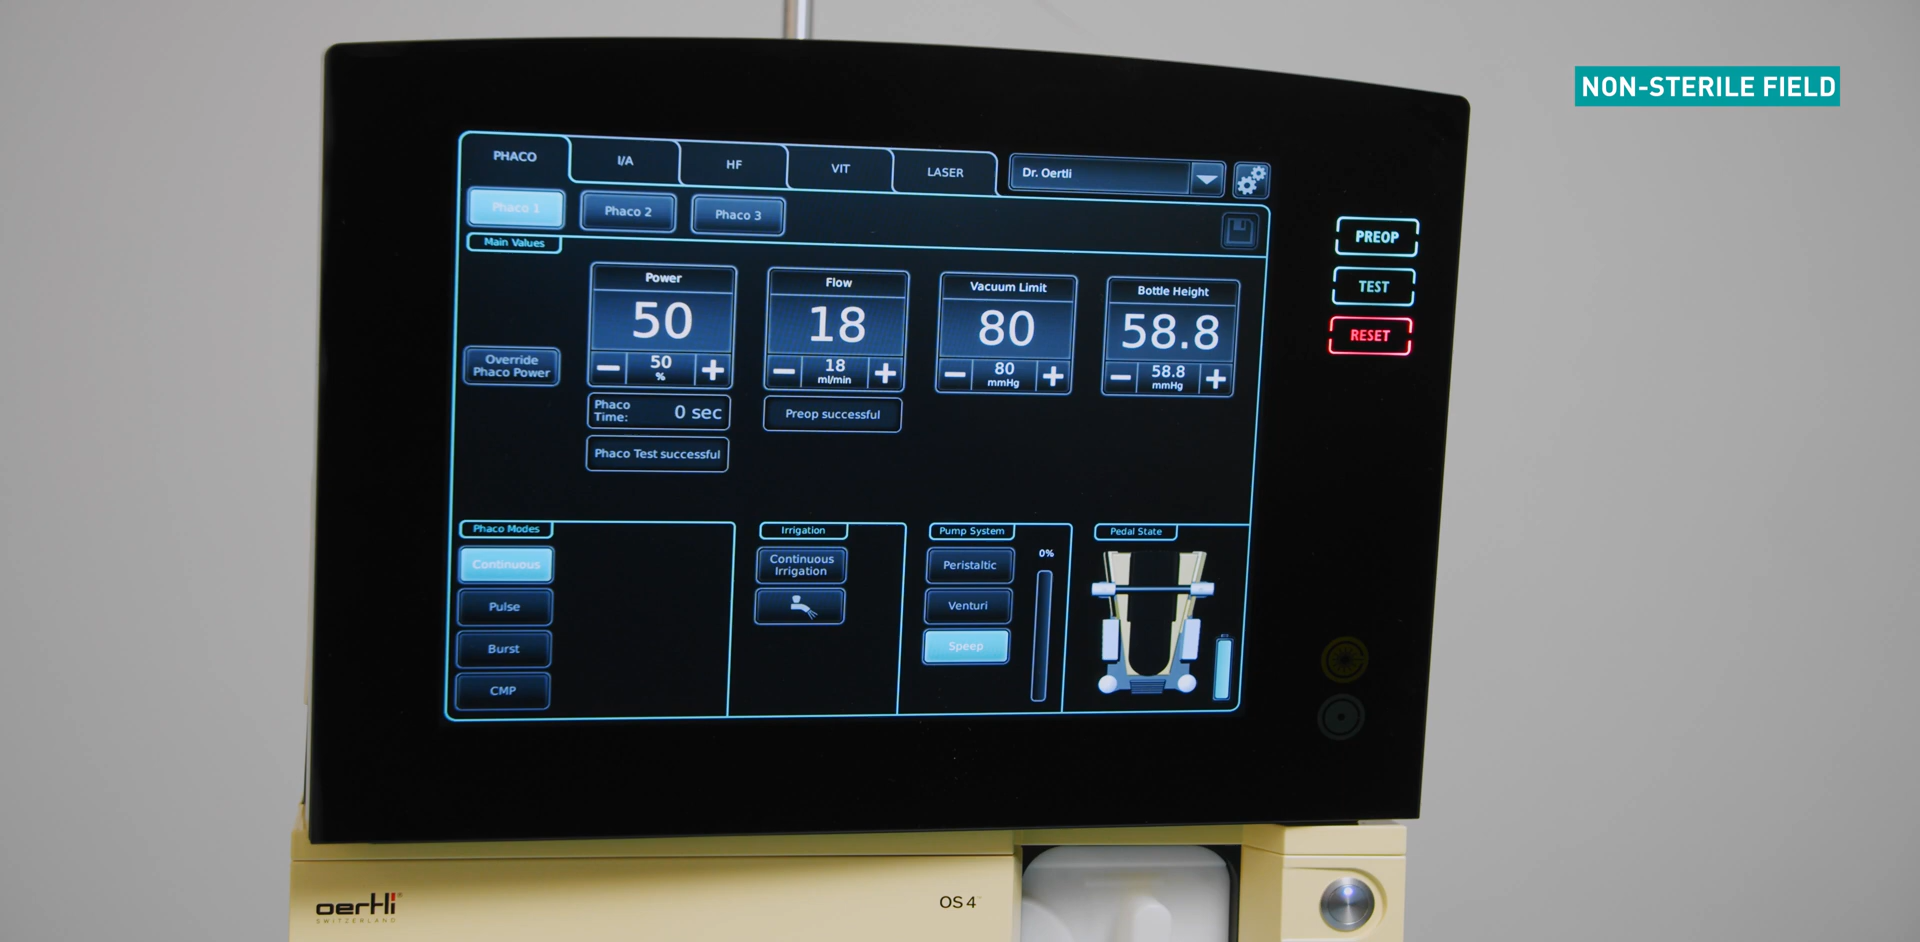 NON-STERILE FIELD
PHACO
I/A
HF
VIT
LASER
Dr. Oertli
Phaco 1
Phaco 2
Phaco 3
Main Values
PREOP
TEST
RESET
Power
50
50
%
Flow
18
18
ml/min
Vacuum Limit
80
80
mmHg
Bottle Height
58.8
58.8
mmHg
Override
Phaco Power
Phaco
Time:
0 sec
Preop successful
Phaco Test successful
Phaco Modes
Continuous
Pulse
Burst
CMP
Irrigation
Continuous
Irrigation
Pump System
Peristaltic
Venturi
Speep
0%
Pedal State
oertli
SWITZERLAND
OS 4